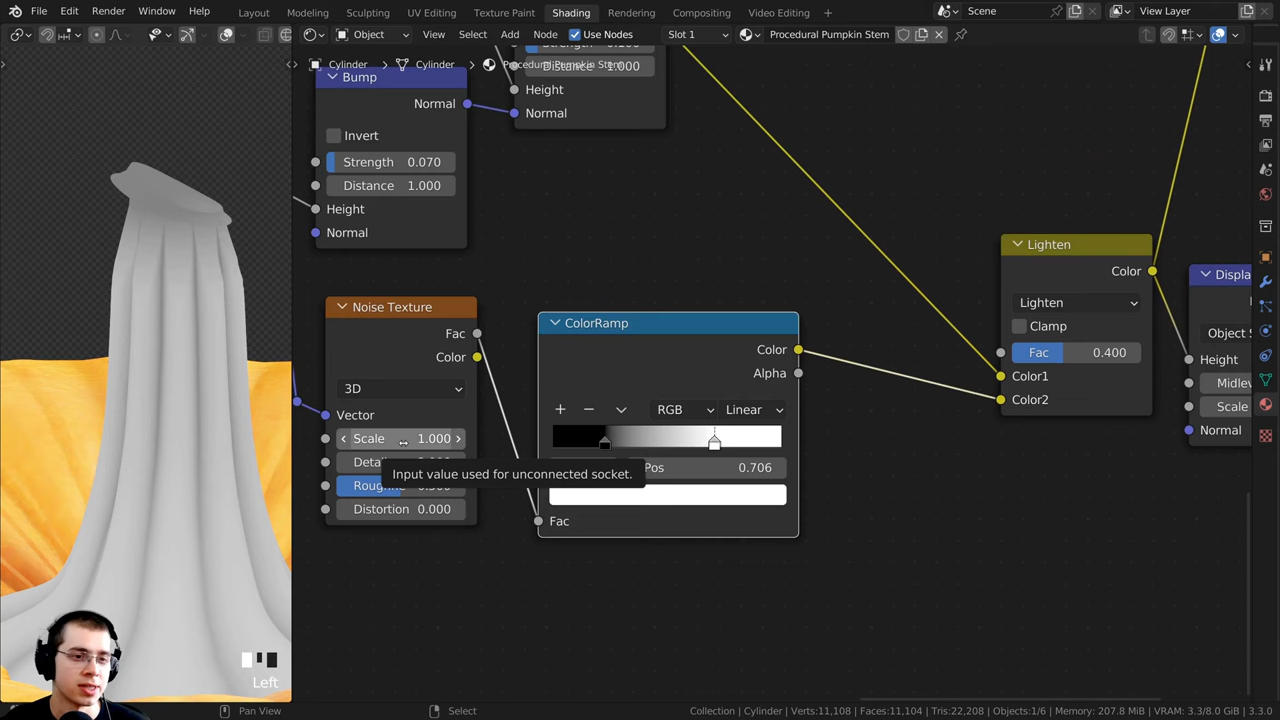 File Edit Render Window Help Layout Modeling Sculpting UV Editing Texture Paint Shading Rendering Compositing Video Editing + Scene View Layer
Object View Select Add Node Use Nodes Slot 1 Procedural Pumpkin Stem
Cylinder > Cylinder > Procedural Pumpkin Stem
Distance 1.000
Height
Normal
Bump
Normal
Invert
Strength 0.070
Distance 1.000
Height
Normal
Noise Texture
Fac
Color
3D
Vector
Scale 1.000
Input value used for unconnected socket.
Distortion 0.000
ColorRamp
Color
Alpha
RGB Linear
Pos 0.706
Fac
Lighten
Color
Lighten
Clamp
Fac 0.400
Color1
Color2
Height
Scale
Normal
Left
Pan View Select Collection | Cylinder | Verts:11,108 | Faces:11,104 | Tris:22,208 | Objects:1/6 | Memory: 207.8 MiB | VRAM: 3.3/8.0 GiB | 3.3.0